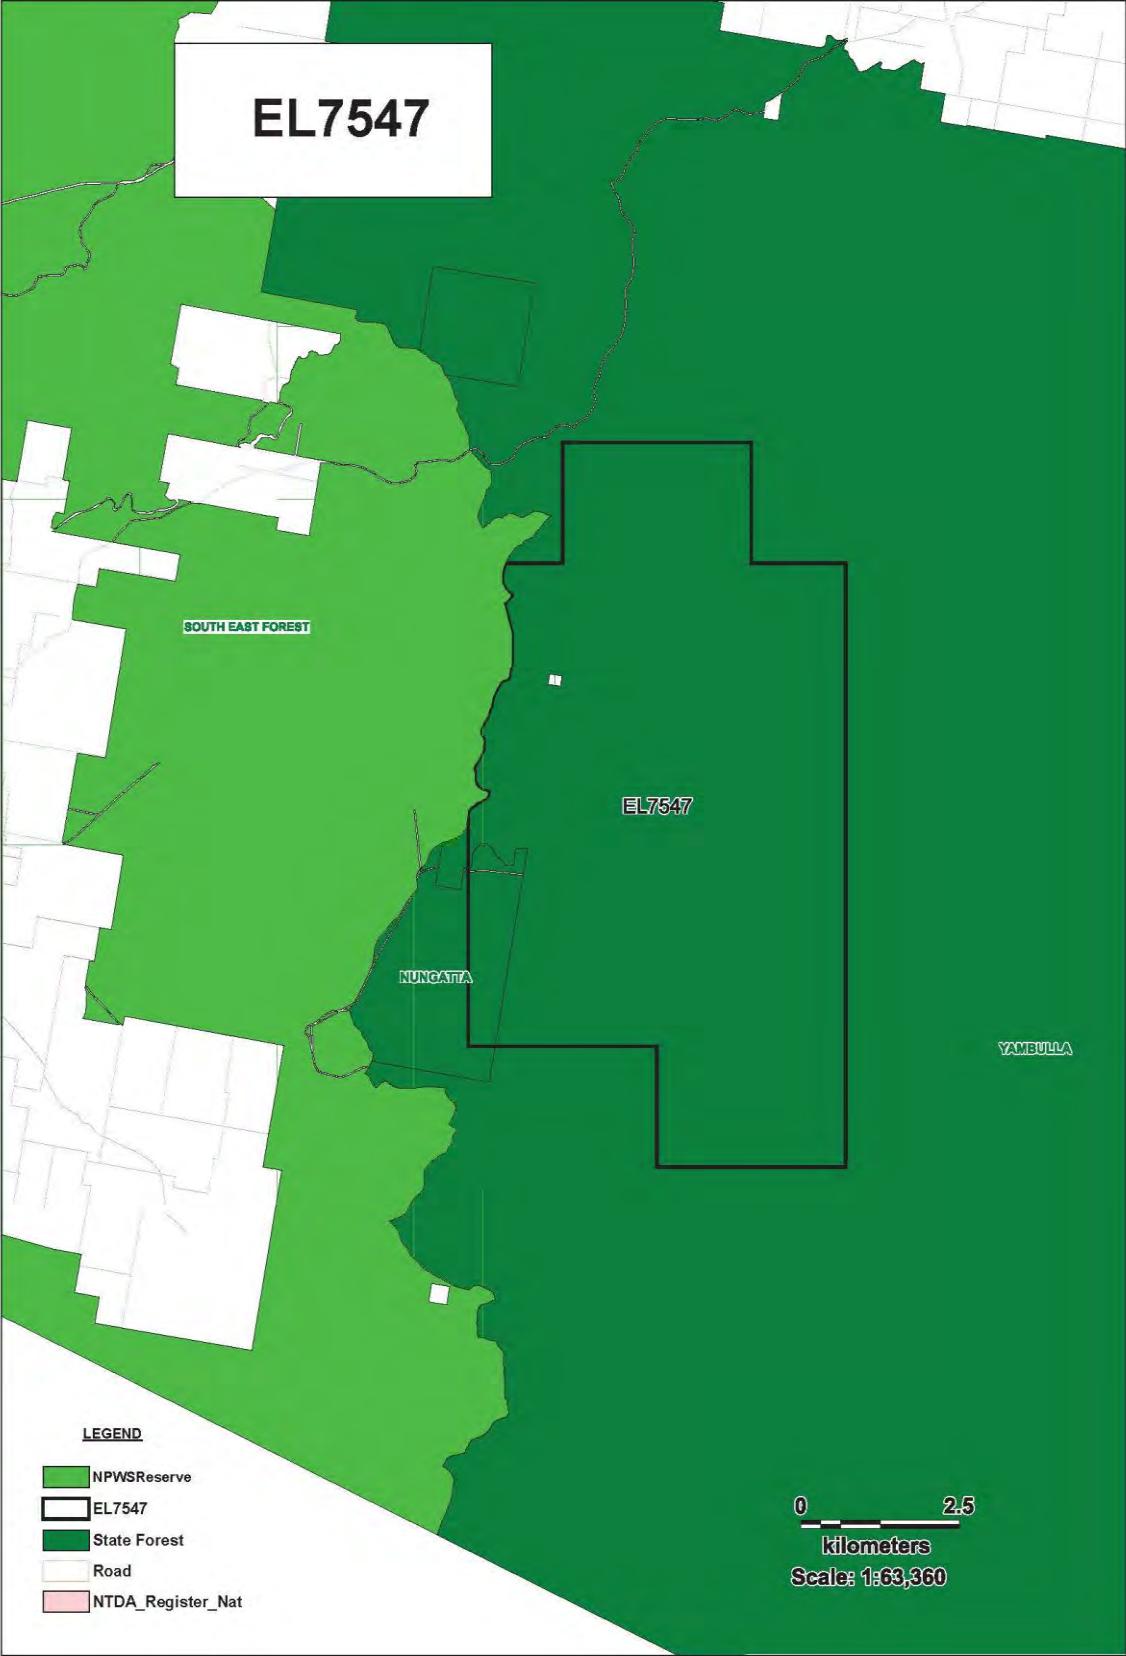 EL7547
SOUTH EAST FOREST
EL7547
NUNGATTA
YAMBULLA
LEGEND
NPWSReserve
EL7547
State Forest
Road
NTDA_Register_Nat
0 2.5
kilometers
Scale: 1:63,360